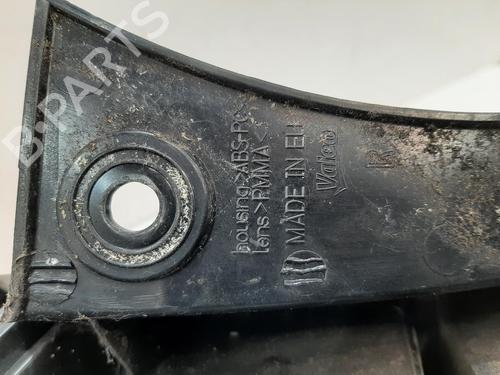 B-PARTS
housing>ABS-PC<
Lens>PMMA<
MADE IN EU
Valeo
R